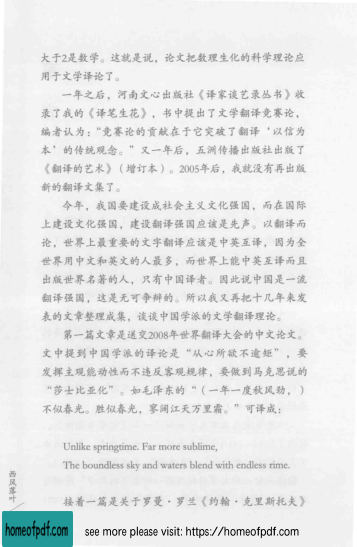 大于2是数学。这就是说，论文把数理生化的科学理论应
用于文学译论了。
一年之后，河南文心出版社《译家谈艺录丛书》收
录了我的《译笔生花》，书中提出了文学翻译竞赛论，
编者认为：“竞赛论的贡献在于它突破了翻译‘以信为
本’的传统观念。”又一年后，五洲传播出版社出版了
《翻译的艺术》（增订本）。2005年后，我就没有再出版
新的翻译文集了。
今年，我国要建设成社会主义文化强国，而在国际
上建设文化强国，建设翻译强国应该是先声。以翻译而
论，世界上最重要的文字翻译应该是中英互译，因为全
世界用中文和英文的人最多，而世界上能中英互译而且
出版世界名著的人，只有中国译者。因此说中国是一流
翻译强国，这是无可争辩的。所以我又再把十几年来发
表的文章整理成集，谈谈中国学派的文学翻译理论。
第一篇文章是送交2008年世界翻译大会的中文论文。
文中提到中国学派的译论是“从心所欲不逾矩”，要
发挥主观能动性而不违反客观规律，要做到马克思说的
“莎士比亚化”。如毛泽东的“（一年一度秋风劲，）
不似春光。胜似春光，寥阔江天万里霜。”可译成：
Unlike springtime. Far more sublime,
The boundless sky and waters blend with endless rime.
接着一篇是关于罗曼·罗兰《约翰·克里斯托夫》
西风落叶
homeofpdf.com
see more please visit: https://homeofpdf.com